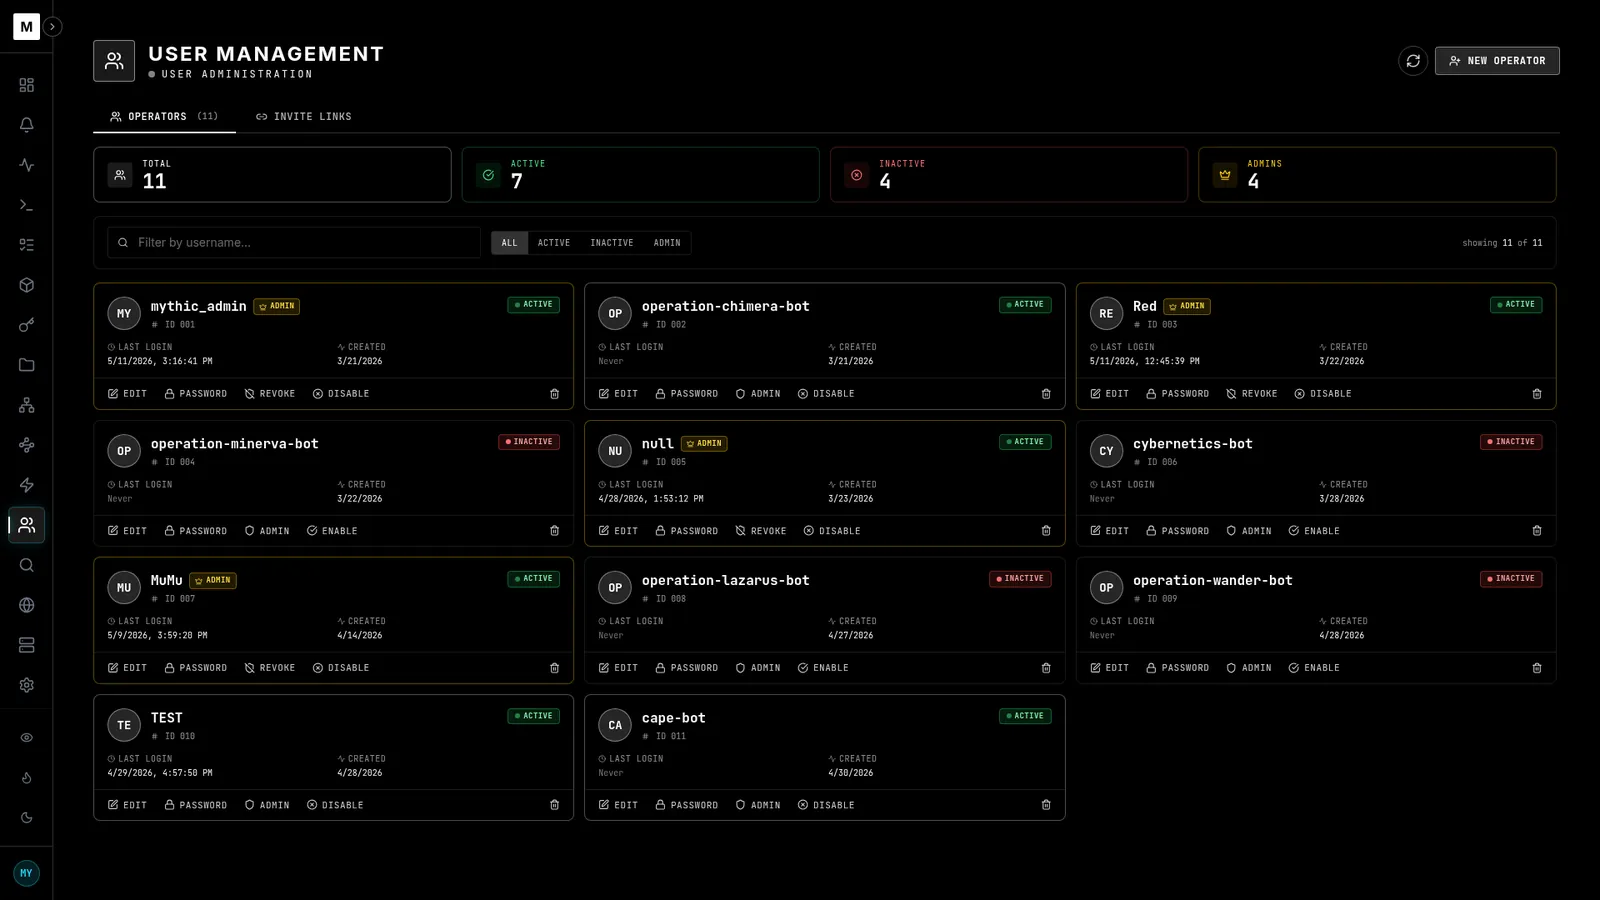 M
USER MANAGEMENT
USER ADMINISTRATION
NEW OPERATOR
OPERATORS (11)
INVITE LINKS
TOTAL
11
ACTIVE
7
INACTIVE
4
ADMINS
4
Filter by username...
ALL
ACTIVE
INACTIVE
ADMIN
showing 11 of 11
MY
mythic_admin
ADMIN
ACTIVE
# ID 001
LAST LOGIN
CREATED
5/11/2026, 3:16:41 PM
3/21/2026
EDIT
PASSWORD
REVOKE
DISABLE
OP
operation-chimera-bot
ACTIVE
# ID 002
LAST LOGIN
CREATED
Never
3/21/2026
EDIT
PASSWORD
ADMIN
DISABLE
RE
Red
ADMIN
ACTIVE
# ID 003
LAST LOGIN
CREATED
5/11/2026, 12:45:39 PM
3/22/2026
EDIT
PASSWORD
REVOKE
DISABLE
OP
operation-minerva-bot
INACTIVE
# ID 004
LAST LOGIN
CREATED
Never
3/22/2026
EDIT
PASSWORD
ADMIN
ENABLE
NU
null
ADMIN
ACTIVE
# ID 005
LAST LOGIN
CREATED
4/28/2026, 1:53:12 PM
3/23/2026
EDIT
PASSWORD
REVOKE
DISABLE
CY
cybernetics-bot
INACTIVE
# ID 006
LAST LOGIN
CREATED
Never
3/28/2026
EDIT
PASSWORD
ADMIN
ENABLE
MU
MuMu
ADMIN
ACTIVE
# ID 007
LAST LOGIN
CREATED
5/9/2026, 3:59:20 PM
4/14/2026
EDIT
PASSWORD
REVOKE
DISABLE
OP
operation-lazarus-bot
INACTIVE
# ID 008
LAST LOGIN
CREATED
Never
4/27/2026
EDIT
PASSWORD
ADMIN
ENABLE
OP
operation-wander-bot
INACTIVE
# ID 009
LAST LOGIN
CREATED
Never
4/28/2026
EDIT
PASSWORD
ADMIN
ENABLE
TE
TEST
ACTIVE
# ID 010
LAST LOGIN
CREATED
4/29/2026, 4:57:50 PM
4/28/2026
EDIT
PASSWORD
ADMIN
DISABLE
CA
cape-bot
ACTIVE
# ID 011
LAST LOGIN
CREATED
Never
4/30/2026
EDIT
PASSWORD
ADMIN
DISABLE
MY